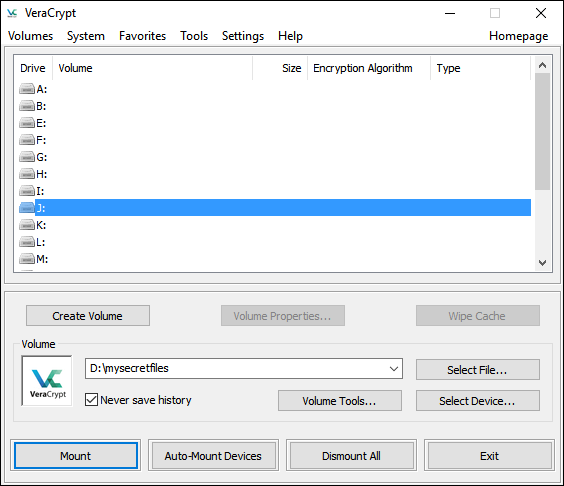 VeraCrypt
Volumes System Favorites Tools Settings Help Homepage
Drive Volume Size Encryption Algorithm Type
A:
B:
E:
F:
G:
H:
I:
J:
K:
L:
M:
Create Volume Volume Properties... Wipe Cache
Volume
D:\mysecretfiles Select File...
VeraCrypt
Never save history Volume Tools... Select Device...
Mount Auto-Mount Devices Dismount All Exit